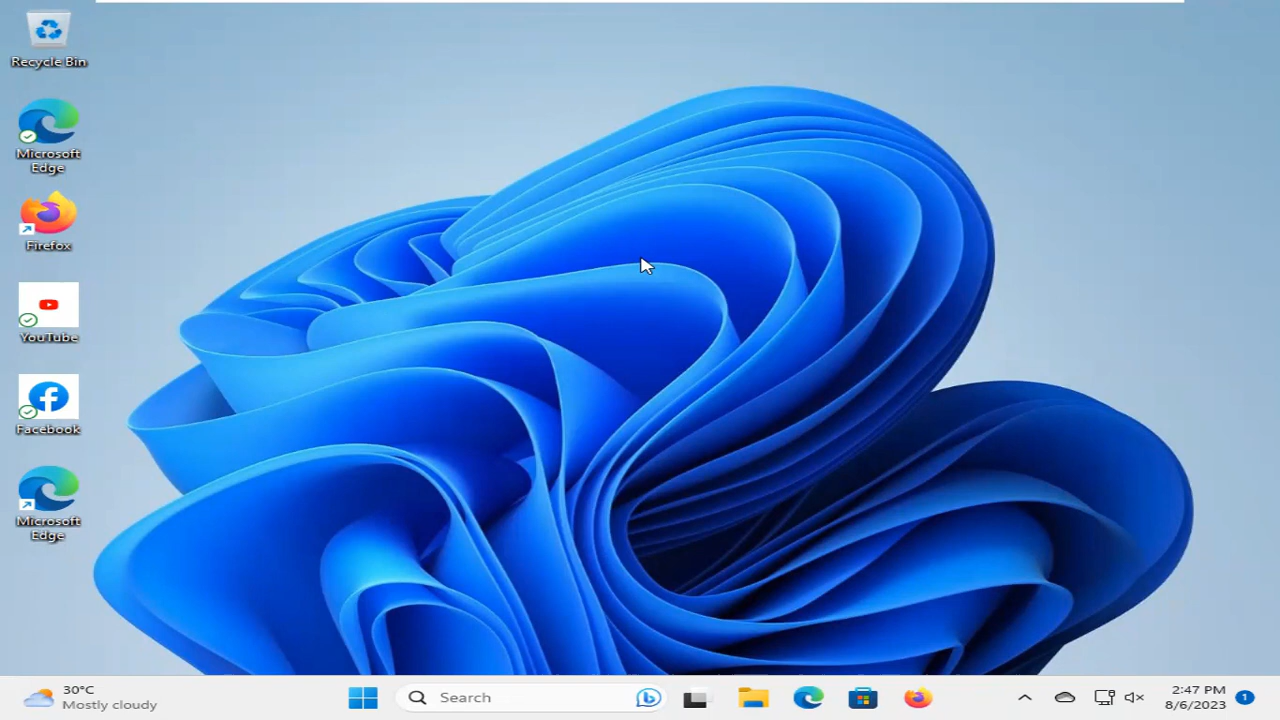 Recycle Bin
Microsoft
Edge
Firefox
YouTube
Facebook
Microsoft
Edge
30°C
Mostly cloudy
Search
2:47 PM
8/6/2023
1